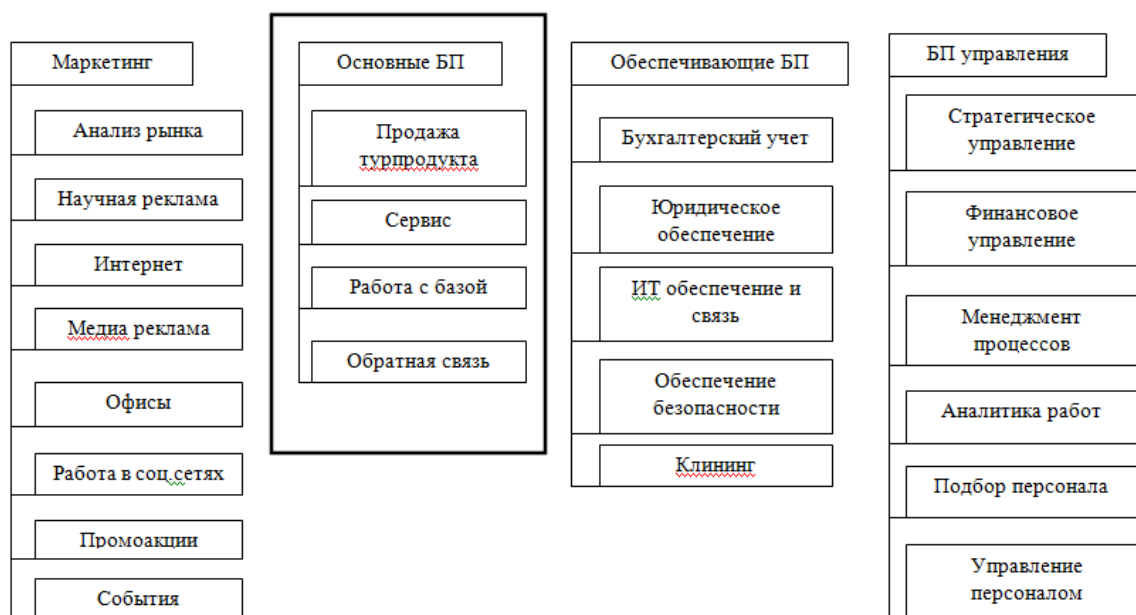 Маркетинг
Анализ рынка
Научная реклама
Интернет
Медиа реклама
Офисы
Работа в соц.сетях
Промоакции
События
Основные БП
Продажа
турпродукта
Сервис
Работа с базой
Обратная связь
Обеспечивающие БП
Бухгалтерский учет
Юридическое
обеспечение
ИТ обеспечение и
связь
Обеспечение
безопасности
Клининг
БП управления
Стратегическое
управление
Финансовое
управление
Менеджмент
процессов
Аналитика работ
Подбор персонала
Управление
персоналом